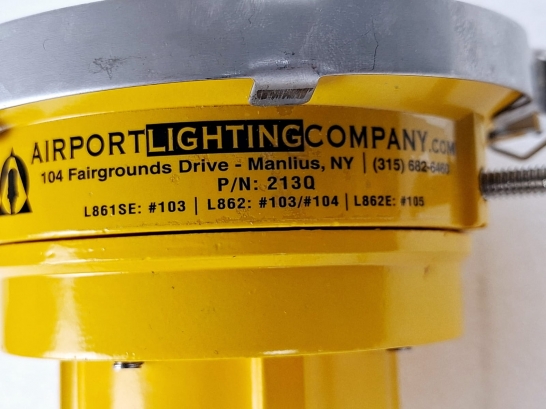 AIRPORTLIGHTINGCOMPANY.COM
104 Fairgrounds Drive - Manlius, NY | (315) 682-6460
P/N: 213Q
L861SE: #103 | L862: #103/#104 | L862E: #105